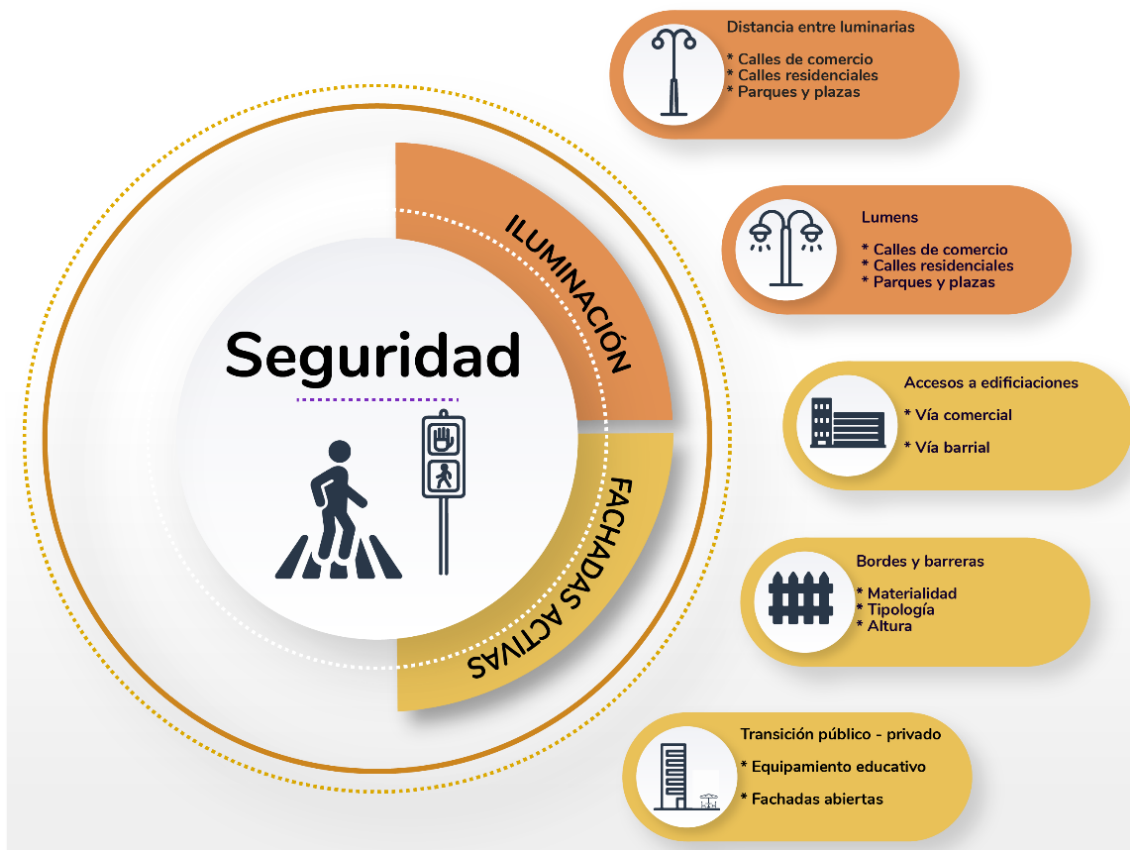 Distancia entre luminarias
* Calles de comercio
* Calles residenciales
* Parques y plazas
Lumens
* Calles de comercio
* Calles residenciales
* Parques y plazas
ILUMINACIÓN
Seguridad
FACHADAS ACTIVAS
Accesos a edificiaciones
* Vía comercial
* Vía barrial
Bordes y barreras
* Materialidad
* Tipología
* Altura
Transición público - privado
* Equipamiento educativo
* Fachadas abiertas